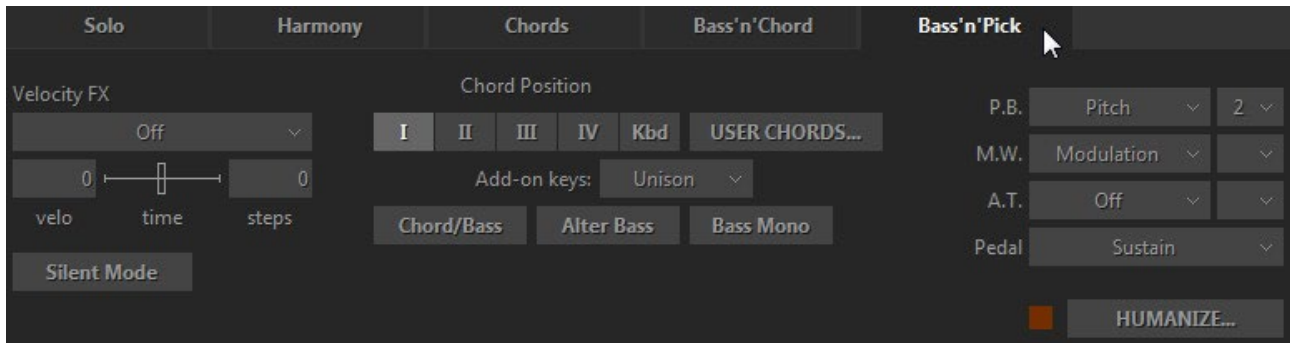 Solo Harmony Chords Bass'n'Chord Bass'n'Pick
Velocity FX
Off
0 0
velo time steps
Silent Mode
Chord Position
I II III IV Kbd USER CHORDS...
Add-on keys: Unison
Chord/Bass Alter Bass Bass Mono
P.B. Pitch 2
M.W. Modulation
A.T. Off
Pedal Sustain
HUMANIZE...